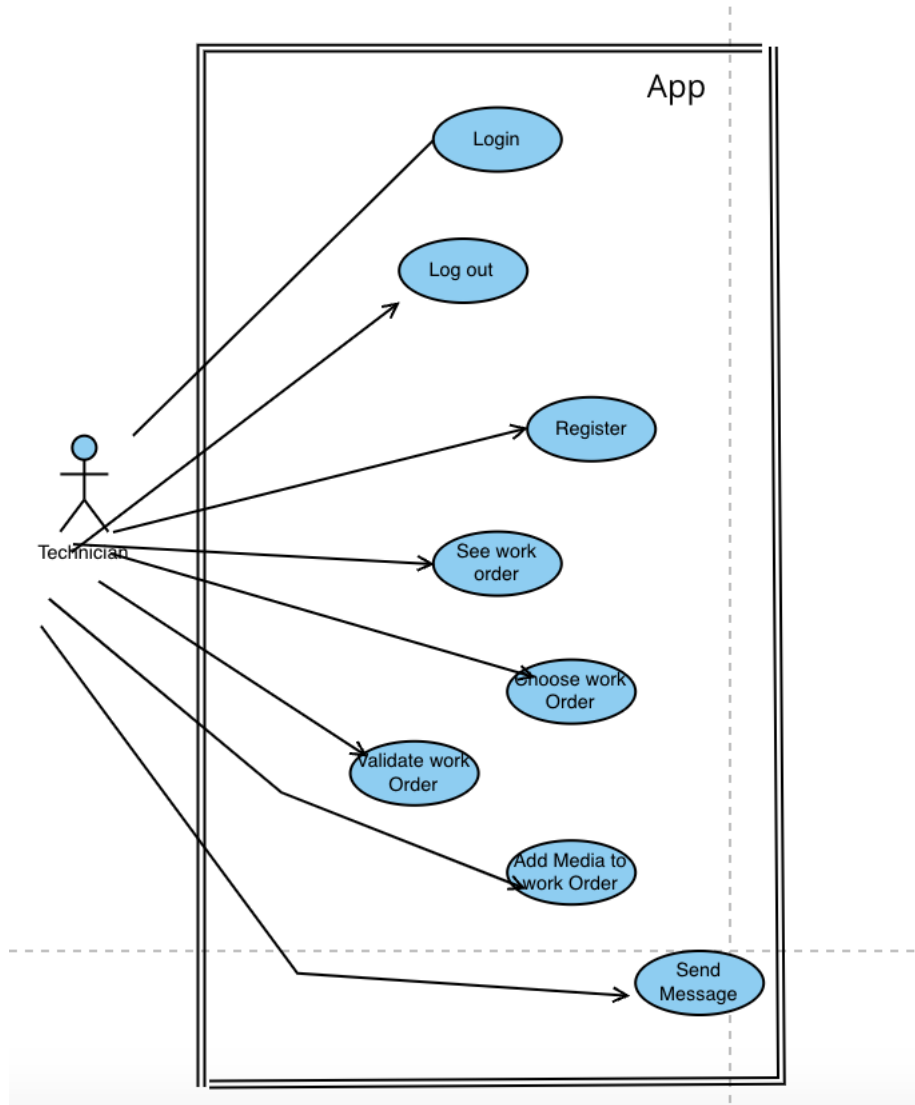 App
Login
Log out
Register
Technician
See work
order
Choose work
Order
Validate work
Order
Add Media to
work Order
Send
Message